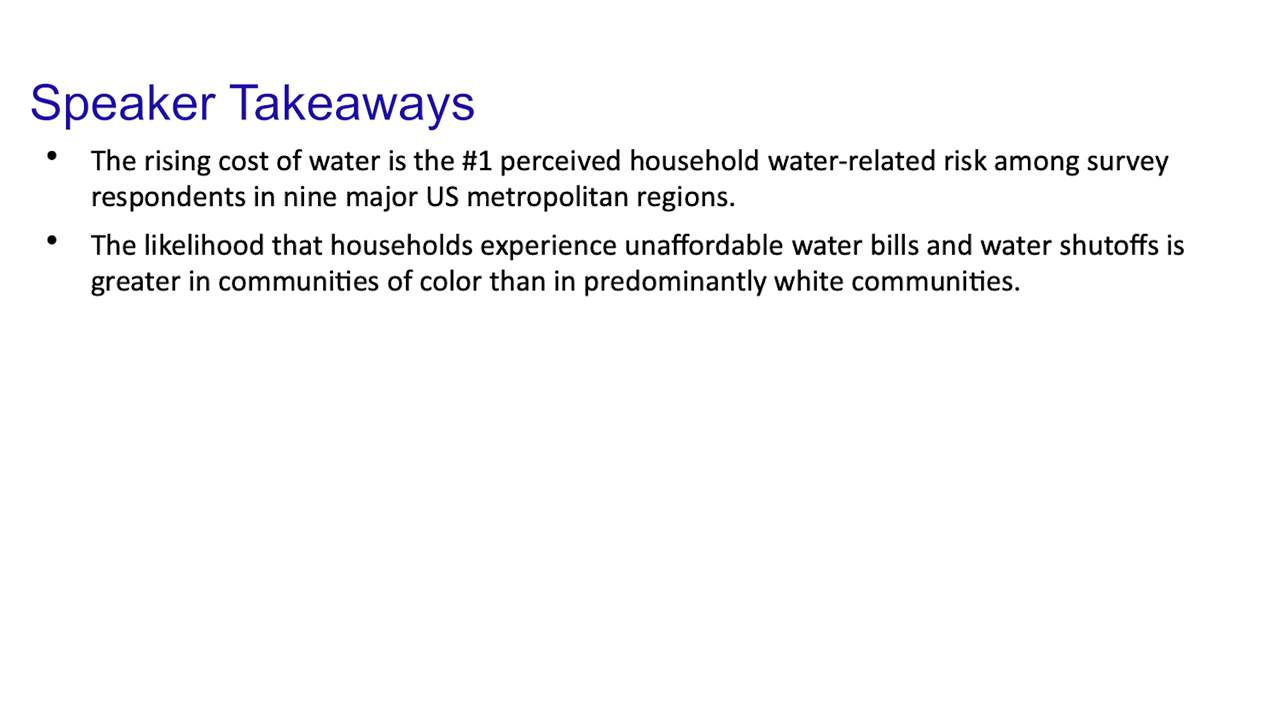 Speaker Takeaways
• The rising cost of water is the #1 perceived household water-related risk among survey
respondents in nine major US metropolitan regions.
• The likelihood that households experience unaffordable water bills and water shutoffs is
greater in communities of color than in predominantly white communities.